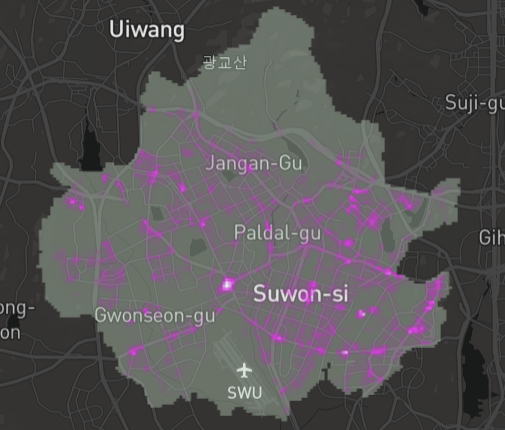 Uiwang
광교산
Suji-gu
Jangan-Gu
Paldal-gu
Gih
Suwon-si
ong-
on
Gwonseon-gu
SWU